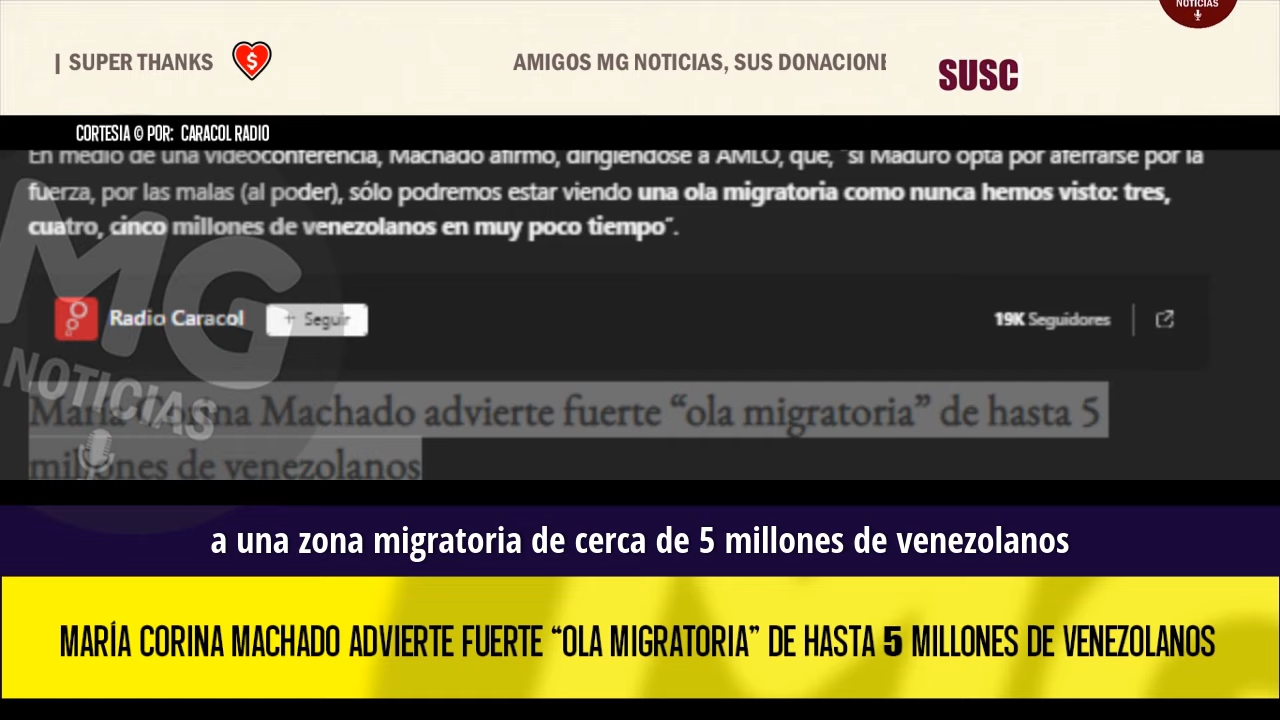 NOTICIAS
| SUPER THANKS
AMIGOS MG NOTICIAS, SUS DONACIONE
SUSC
CORTESIA © POR: CARACOL RADIO
En medio de una videoconferencia, Machado afirmó, dirigiéndose a AMLO, que, "si Maduro opta por aferrarse por la
fuerza, por las malas (al poder), sólo podremos estar viendo una ola migratoria como nunca hemos visto: tres,
cuatro, cinco millones de venezolanos en muy poco tiempo".
Radio Caracol
+ Seguir
19K Seguidores
MG
NOTICIAS
María Corina Machado advierte fuerte “ola migratoria” de hasta 5
millones de venezolanos
a una zona migratoria de cerca de 5 millones de venezolanos
MARÍA CORINA MACHADO ADVIERTE FUERTE “OLA MIGRATORIA” DE HASTA 5 MILLONES DE VENEZOLANOS